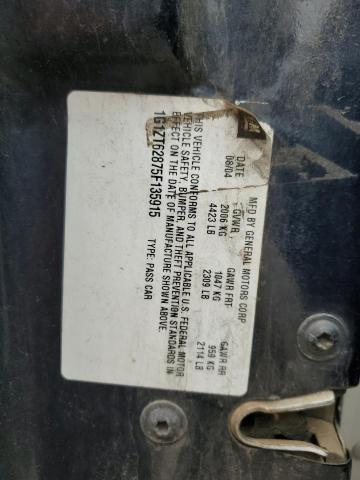 GM
MFD BY GENERAL MOTORS CORP
DATE GVWR GAWR FRT GAWR RR
08/04 2006 KG 1047 KG 959 KG
4423 LB 2309 LB 2114 LB
THIS VEHICLE CONFORMS TO ALL APPLICABLE U.S. FEDERAL MOTOR
VEHICLE SAFETY, BUMPER, AND THEFT PREVENTION STANDARDS IN
EFFECT ON THE DATE OF MANUFACTURE SHOWN ABOVE.
1G1ZT62875F135915 TYPE: PASS CAR